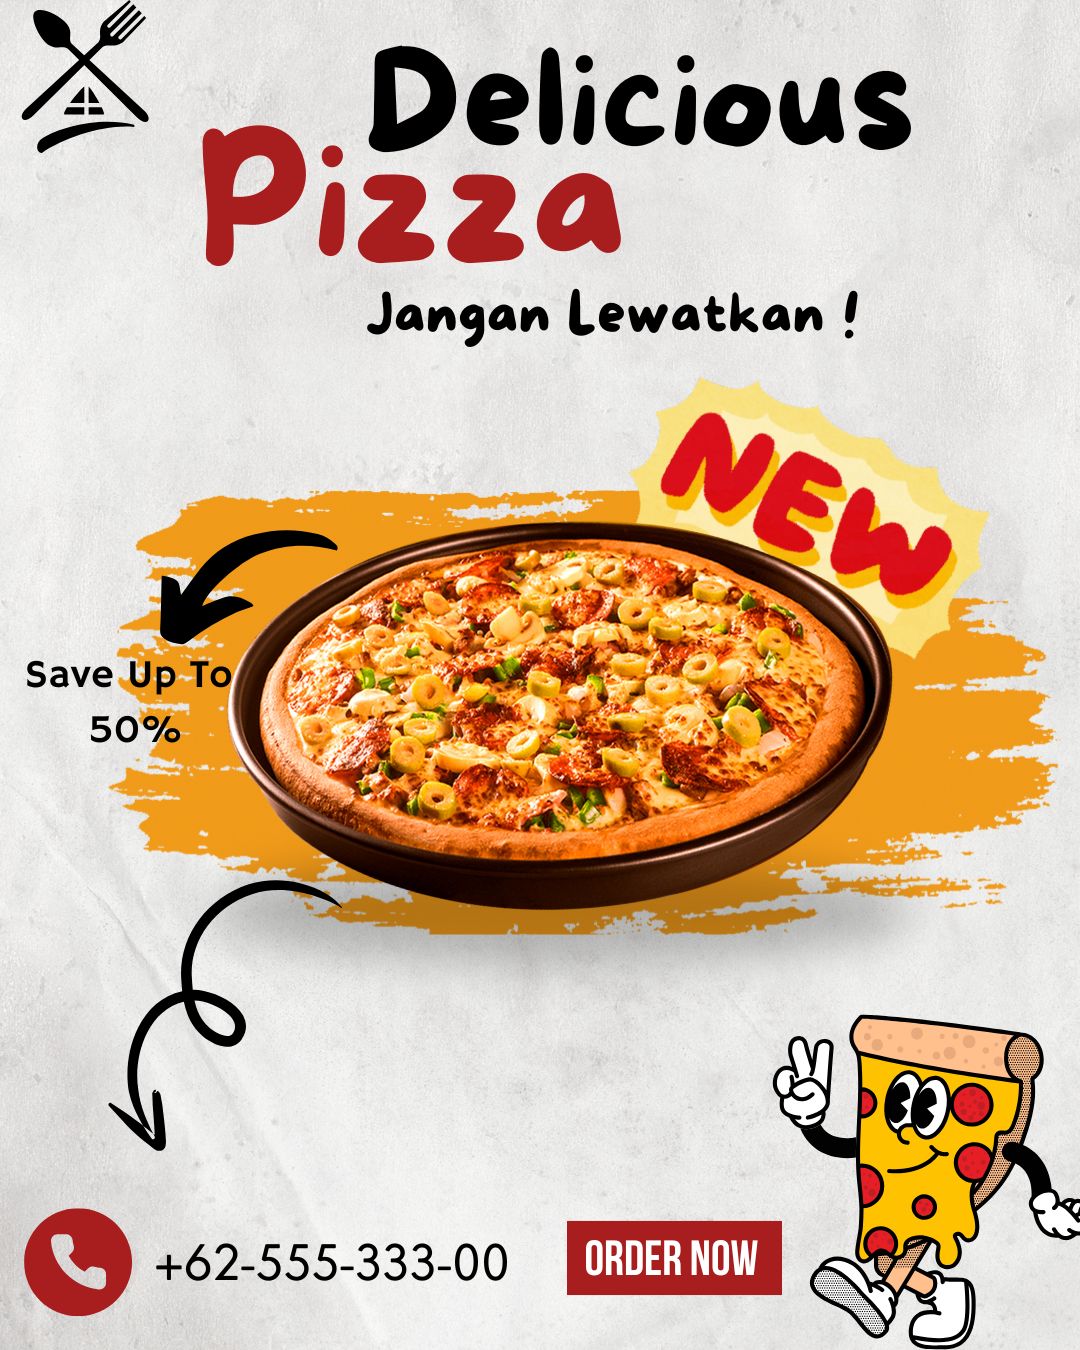 Delicious
Pizza
Jangan Lewatkan !
NEW
Save Up To
50%
+62-555-333-00
ORDER NOW